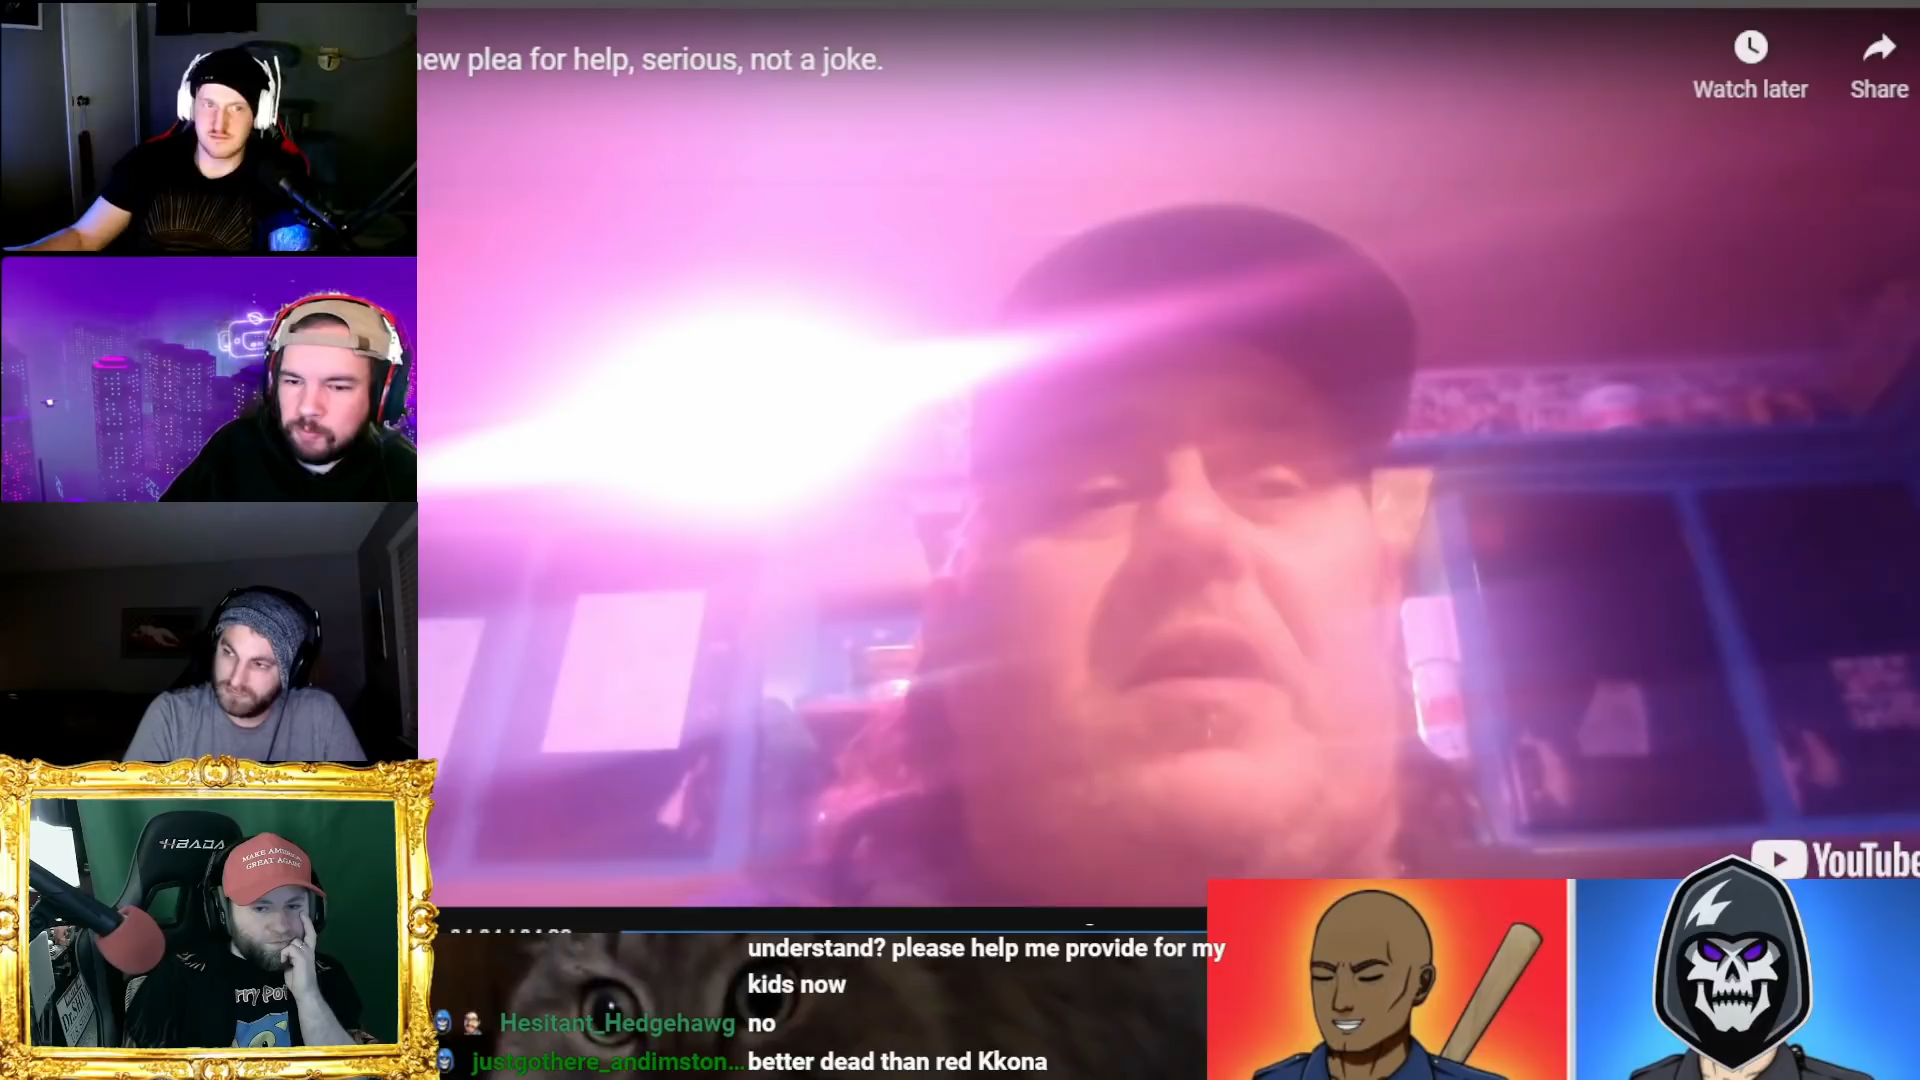 new plea for help, serious, not a joke.
Watch later
Share
HBADA
MAKE AMERICA
GREAT AGAIN
YouTube
understand? please help me provide for my
kids now
Hesitant_Hedgehawg no
justgothere_andimston... better dead than red Kkona